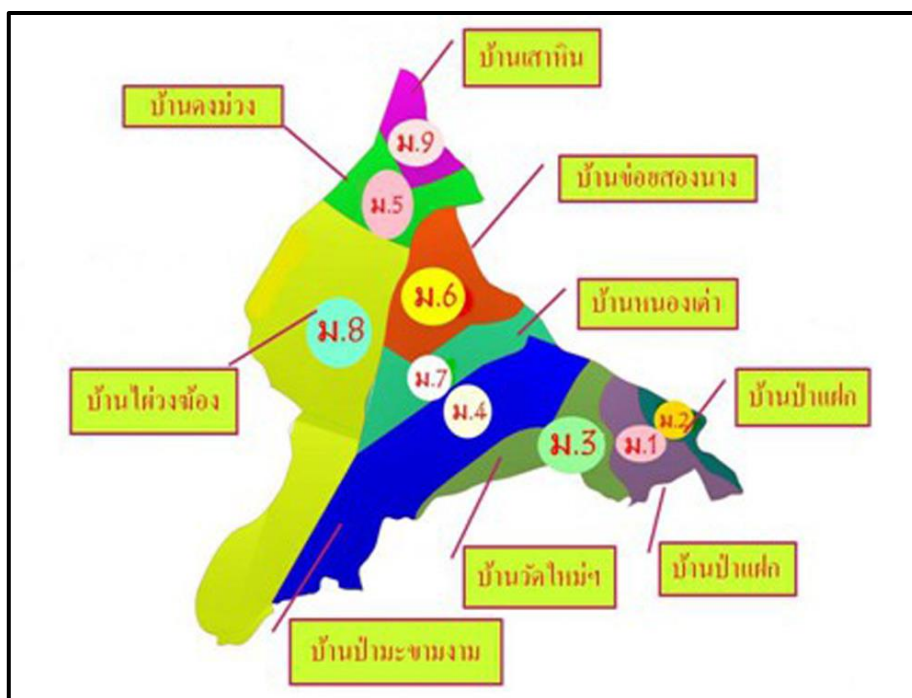 บ้านเสาหิน
บ้านดงม่วง
ม.9
บ้านข่อยสองนาง
ม.5
ม.6
บ้านหนองเต่า
ม.8
ม.7
บ้านไผ่วงฆ้อง
บ้านป่าแฝก
ม.4
ม.2
ม.3
ม.1
บ้านวัดใหม่ฯ
บ้านป่าแฝก
บ้านป่ามะขามงาม